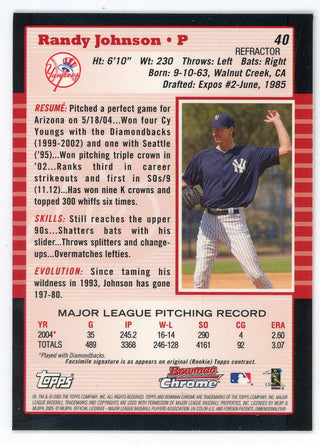 Randy Johnson • P
40
REFRACTOR
Ht: 6'10" Wt: 230 Throws: Left Bats: Right
Born: 9-10-63, Walnut Creek, CA
Drafted: Expos #2-June, 1985
Yankees
RESUMÉ: Pitched a perfect game for
Arizona on 5/18/04...Won four Cy
Youngs with the Diamondbacks
(1999-2002) and one with Seattle
('95)...Won pitching triple crown in
'02...Ranks third in career
strikeouts and first in SOs/9
(11.12)...Has won nine K crowns and
topped 300 whiffs six times.
SKILLS: Still reaches the upper
90s...Shatters bats with his
slider...Throws splitters and change-
ups...Overmatches lefties.
EVOLUTION: Since taming his
wildness in 1993, Johnson has gone
197-80.
MAJOR LEAGUE PITCHING RECORD
YR G IP W-L SO SV CG ERA
2004* 35 245.2 16-14 290 0 4 2.60
TOTALS 489 3368 246-128 4161 2 92 3.07
*Played with Diamondbacks.
Facsimile signature is as appears on original (Rookie) Topps contract.
Topps
Bowman
Chrome